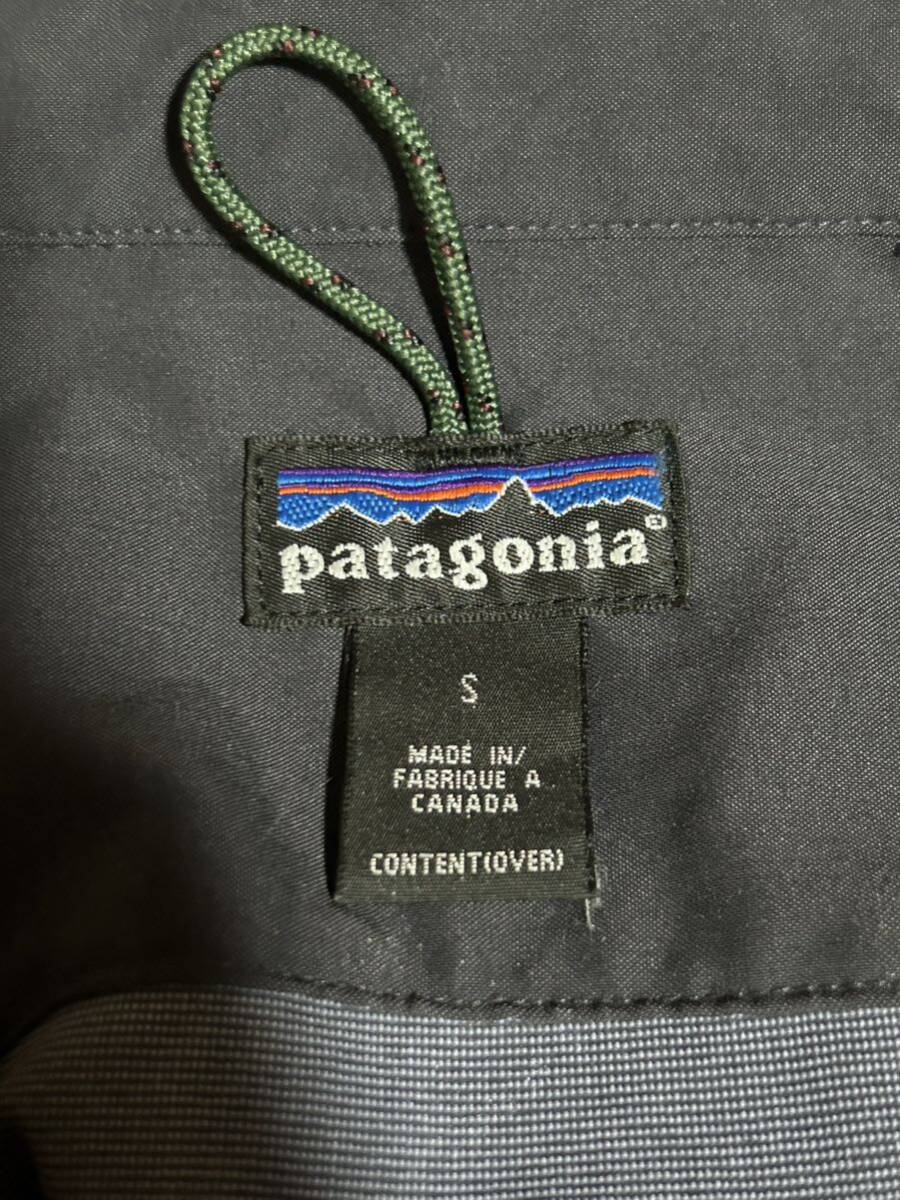 patagonia®
S
MADE IN/
FABRIQUE A
CANADA
CONTENT(OVER)